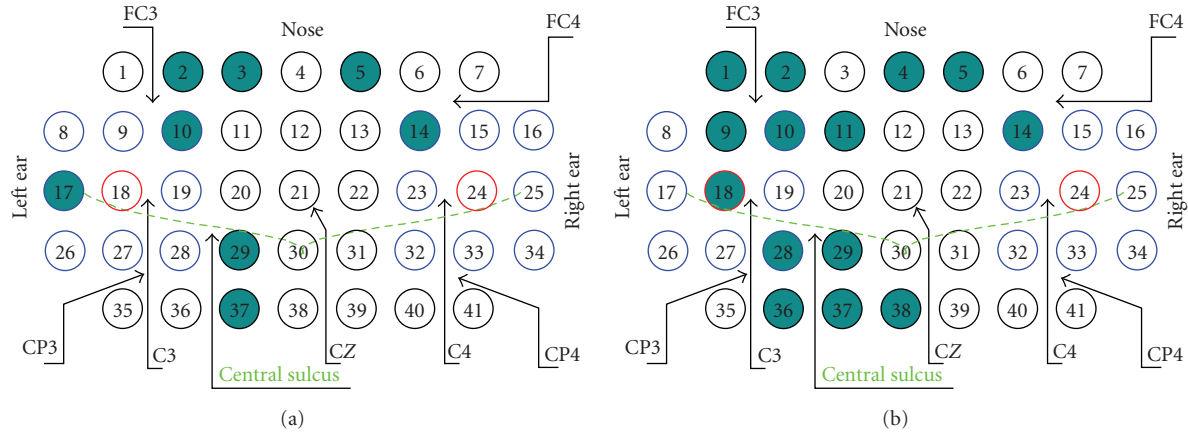 FC3
Nose
FC4
1 2 3 4 5 6 7
8 9 10 11 12 13 14 15 16
Left ear
17 18 19 20 21 22 23 24 25
Right ear
26 27 28 29 30 31 32 33 34
35 36 37 38 39 40 41
CP3
C3
CZ
C4
CP4
Central sulcus
(a)
FC3
Nose
FC4
1 2 3 4 5 6 7
8 9 10 11 12 13 14 15 16
Left ear
17 18 19 20 21 22 23 24 25
Right ear
26 27 28 29 30 31 32 33 34
35 36 37 38 39 40 41
CP3
C3
CZ
C4
CP4
Central sulcus
(b)